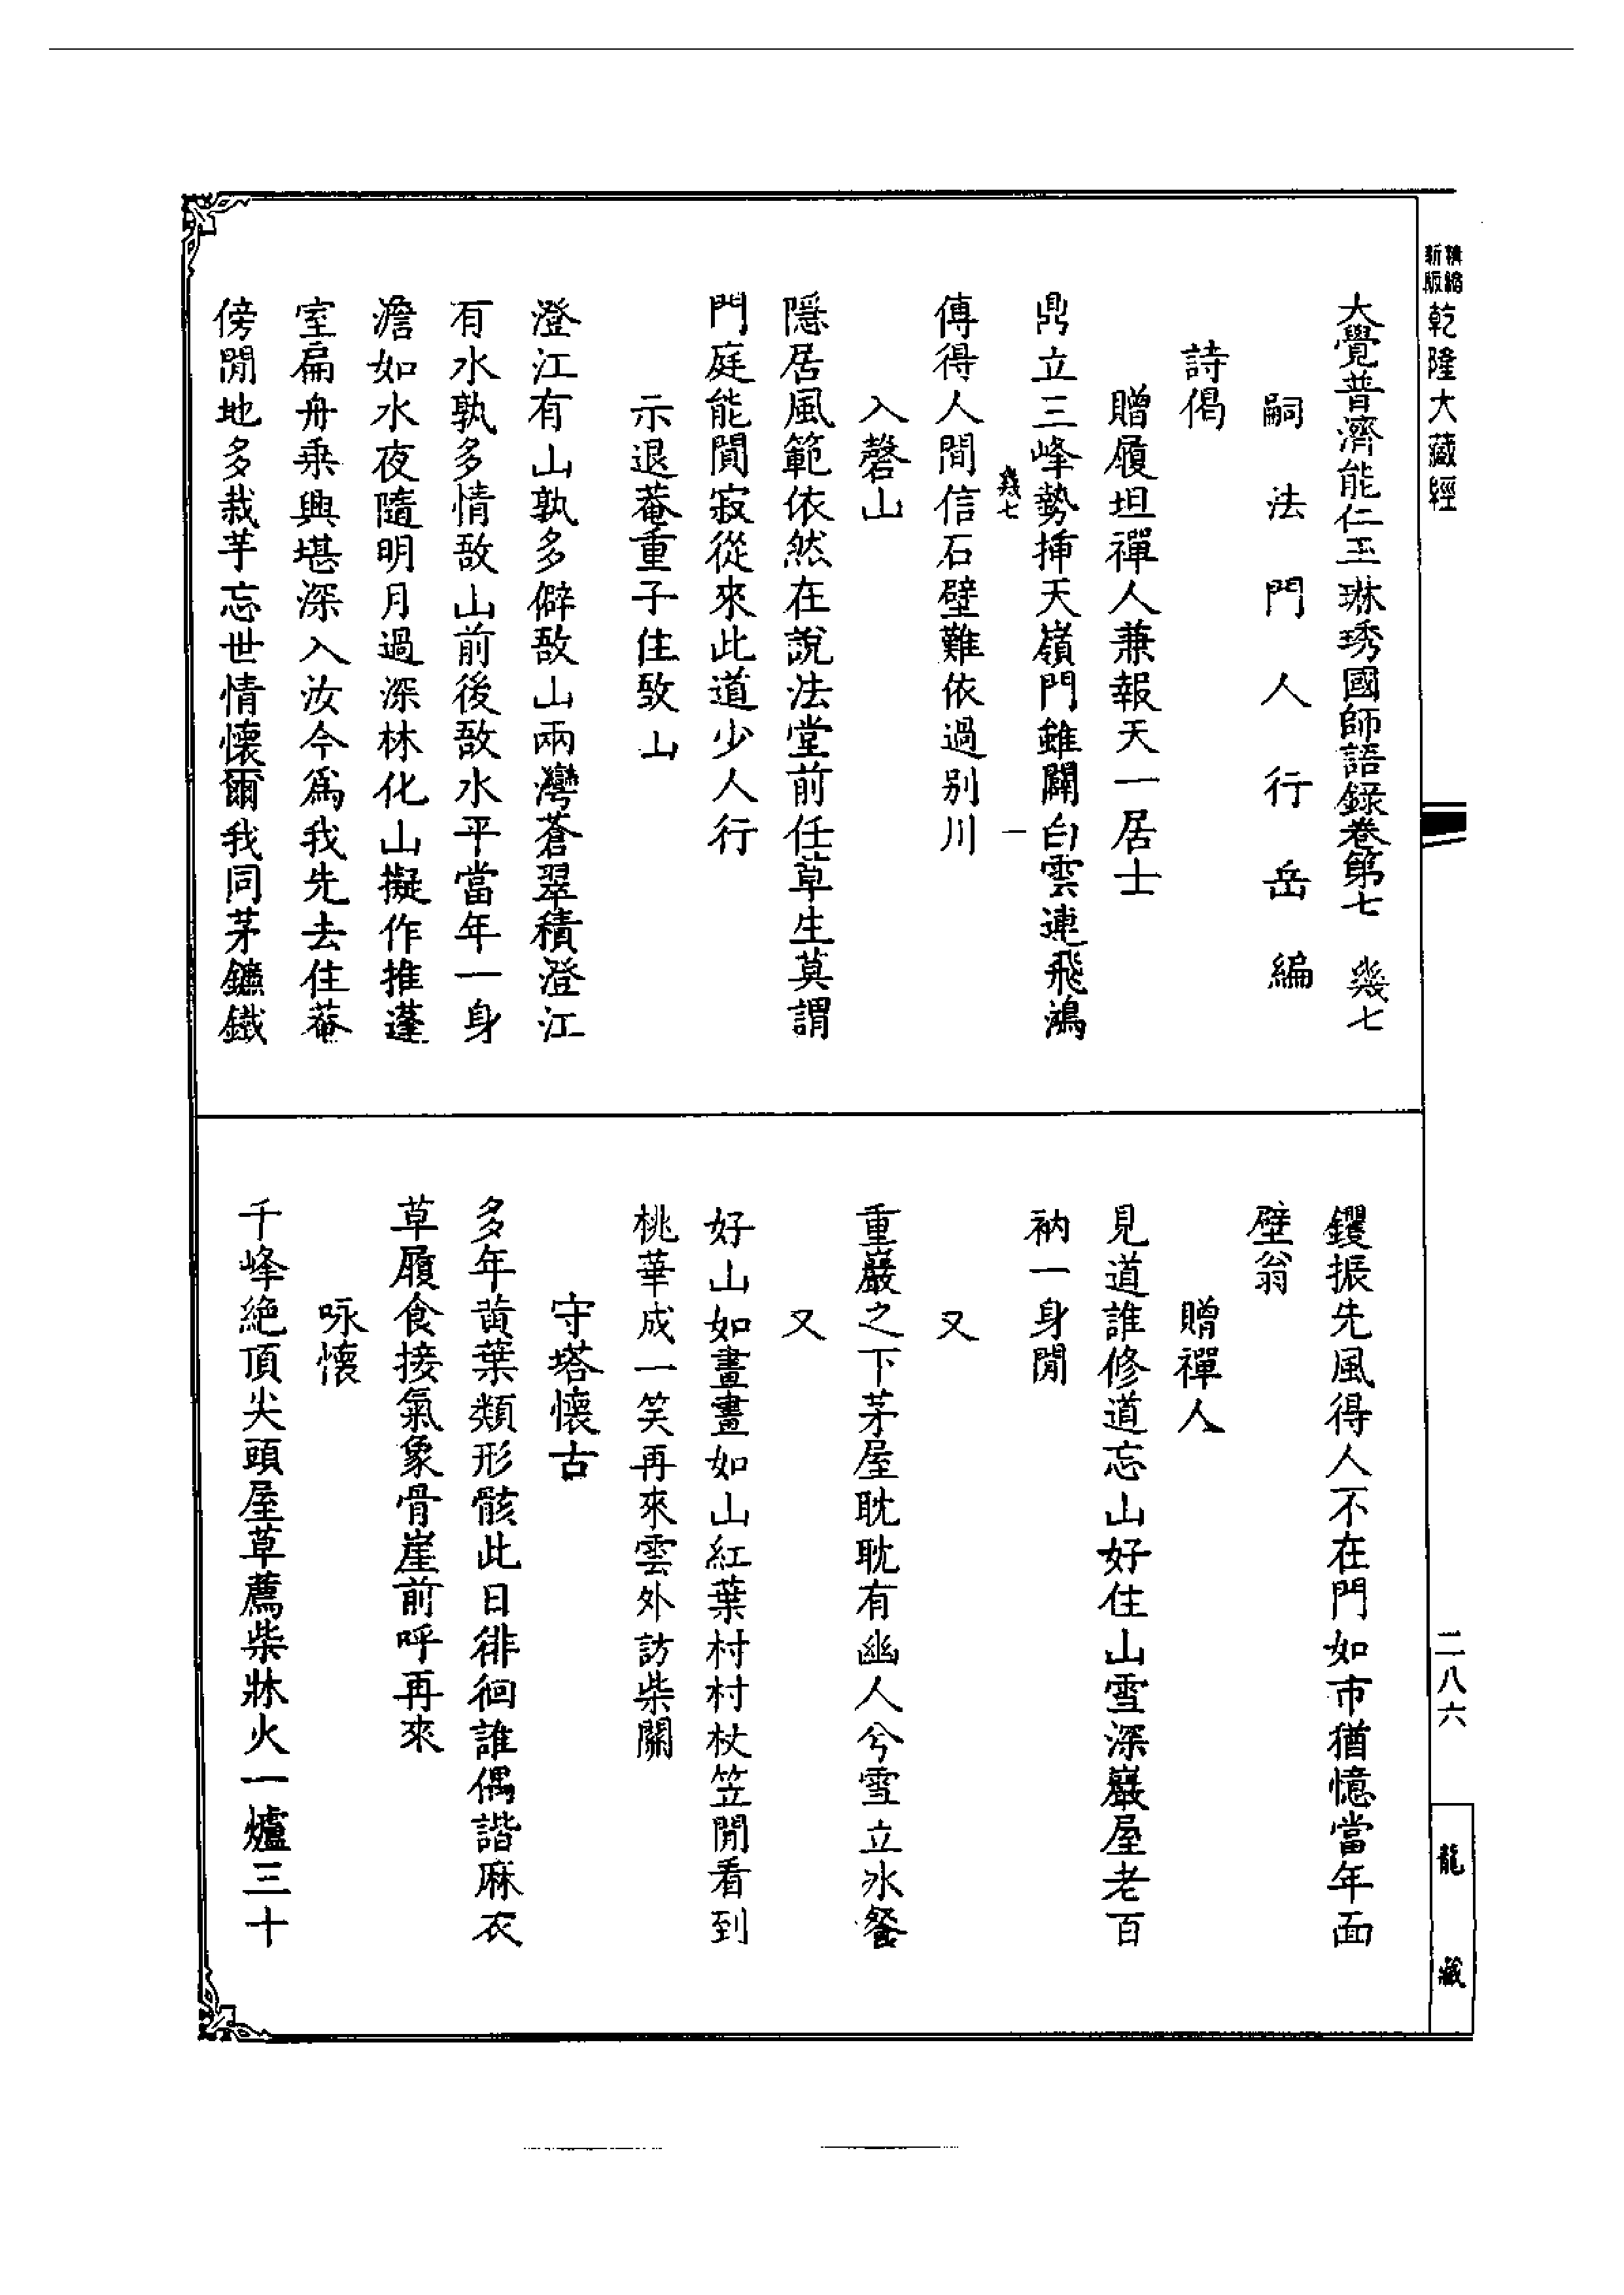 精縮新版乾隆大藏經
大覺普濟能仁玉琳琇國師語錄卷第七 幾七
嗣法門人行岳編
詩偈
贈履坦禪人兼報天一居士
鼎立三峰勢揷天嶺門雖闢白雲連飛鴻
傳得人間信石壁難依過別川
幾七 一
入磬山
隱居風範依然在說法堂前任草生莫謂
門庭能閴寂從來此道少人行
示退菴重子住敔山
澄江有山孰多僻敔山兩灣蒼翠積澄江
有水孰多情敔山前後敔水平當年一身
澹如水夜隨明月過深林化山擬作推蓬
室扁舟乗興堪深入汝今爲我先去住菴
傍閒地多栽芋忘世情懷爾我同茅鐮鐵
钁振先風得人不在門如市猶憶當年面
壁翁
贈禪人
見道誰修道忘山好住山雪深巖屋老百
衲一身閒
又
重巖之下茅屋耽耽有幽人兮雪立氷餐
又
好山如畫畫如山紅葉村村杖笠閒看到
桃華成一笑再來雲外訪柴關
守塔懷古
多年黃葉類形骸此日徘徊誰偶諧麻衣
草履食接氣象骨崖前呼再來
咏懷
千峰絕頂尖頭屋草薦柴牀火一爐三十
二八六
龍藏